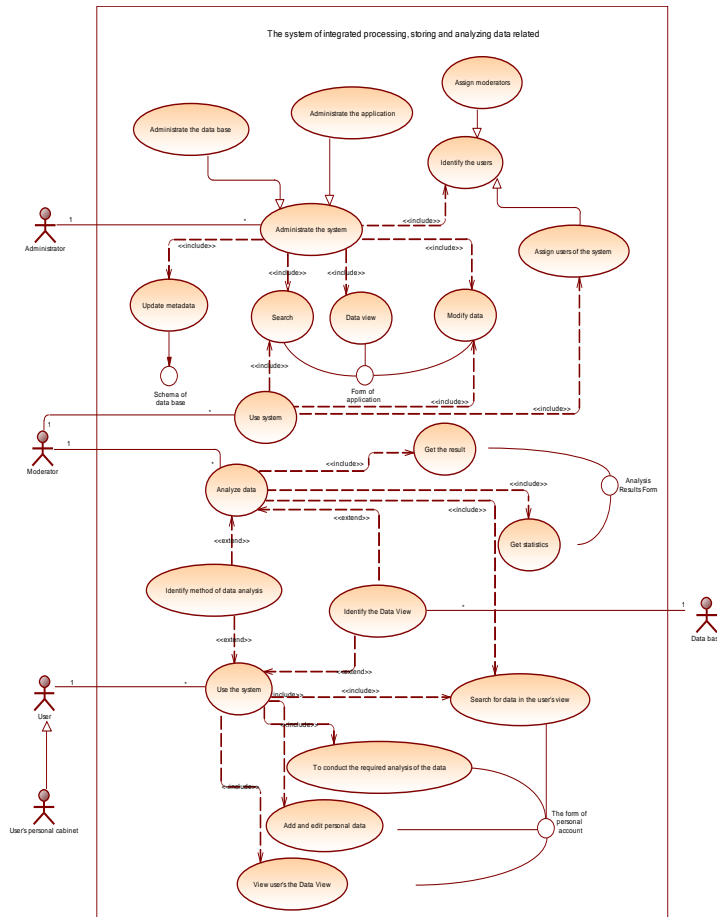 The system of integrated processing, storing and analyzing data related
Assign moderators
Administrate the application
Administrate the data base
Identify the users
1
*
<<include>>
Administrate the system
Administrator
<<include>>
<<include>>
<<include>>
<<include>>
Assign users of the system
Update metadata
Search
Data view
Modify data
<<include>>
Schema of
data base
Form of
application
<<include>>
*
Use system
<<include>>
1
Moderator
1
Get the result
*
<<include>>
Analyze data
Analysis
Results Form
<<include>>
<<include>>
<<extend>>
<<extend>>
Get statistics
Identify method of data analysis
Identify the Data View
*
1
Data bas
<<extend>>
<<extend>>
1
*
User
Use the system
<<include>>
Search for data in the user's view
include>>
<<include>>
To conduct the required analysis of the data
<<include>>
User's personal cabinet
Add and edit personal data
The form of
personal
account
<<include>>
View user's the Data View